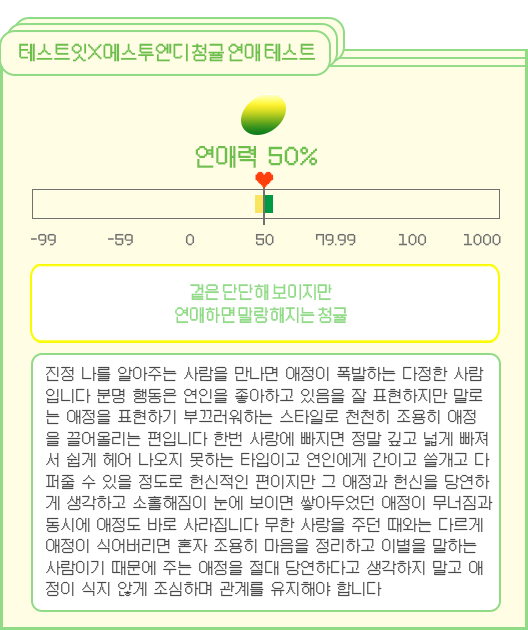 테스트잇X메스투엔디 청귤 연애 테스트
연애력 50%
-99 -59 0 50 79.99 100 1000
겉은 단단해 보이지만
연애하면 말랑해지는 청귤
진정 나를 알아주는 사람을 만나면 애정이 폭발하는 다정한 사람
입니다 분명 행동은 연인을 좋아하고 있음을 잘 표현하지만 말로
는 애정을 표현하기 부끄러워하는 스타일로 천천히 조용히 애정
을 끌어올리는 편입니다 한번 사랑에 빠지면 정말 깊고 넓게 빠져
서 쉽게 헤어 나오지 못하는 타입이고 연인에게 간이고 쓸개고 다
퍼줄 수 있을 정도로 헌신적인 편이지만 그 애정과 헌신을 당연하
게 생각하고 소홀해짐이 눈에 보이면 쌓아두었던 애정이 무너짐과
동시에 애정도 바로 사라집니다 무한 사랑을 주던 때와는 다르게
애정이 식어버리면 혼자 조용히 마음을 정리하고 이별을 말하는
사람이기 때문에 주는 애정을 절대 당연하다고 생각하지 말고 애
정이 식지 않게 조심하며 관계를 유지해야 합니다